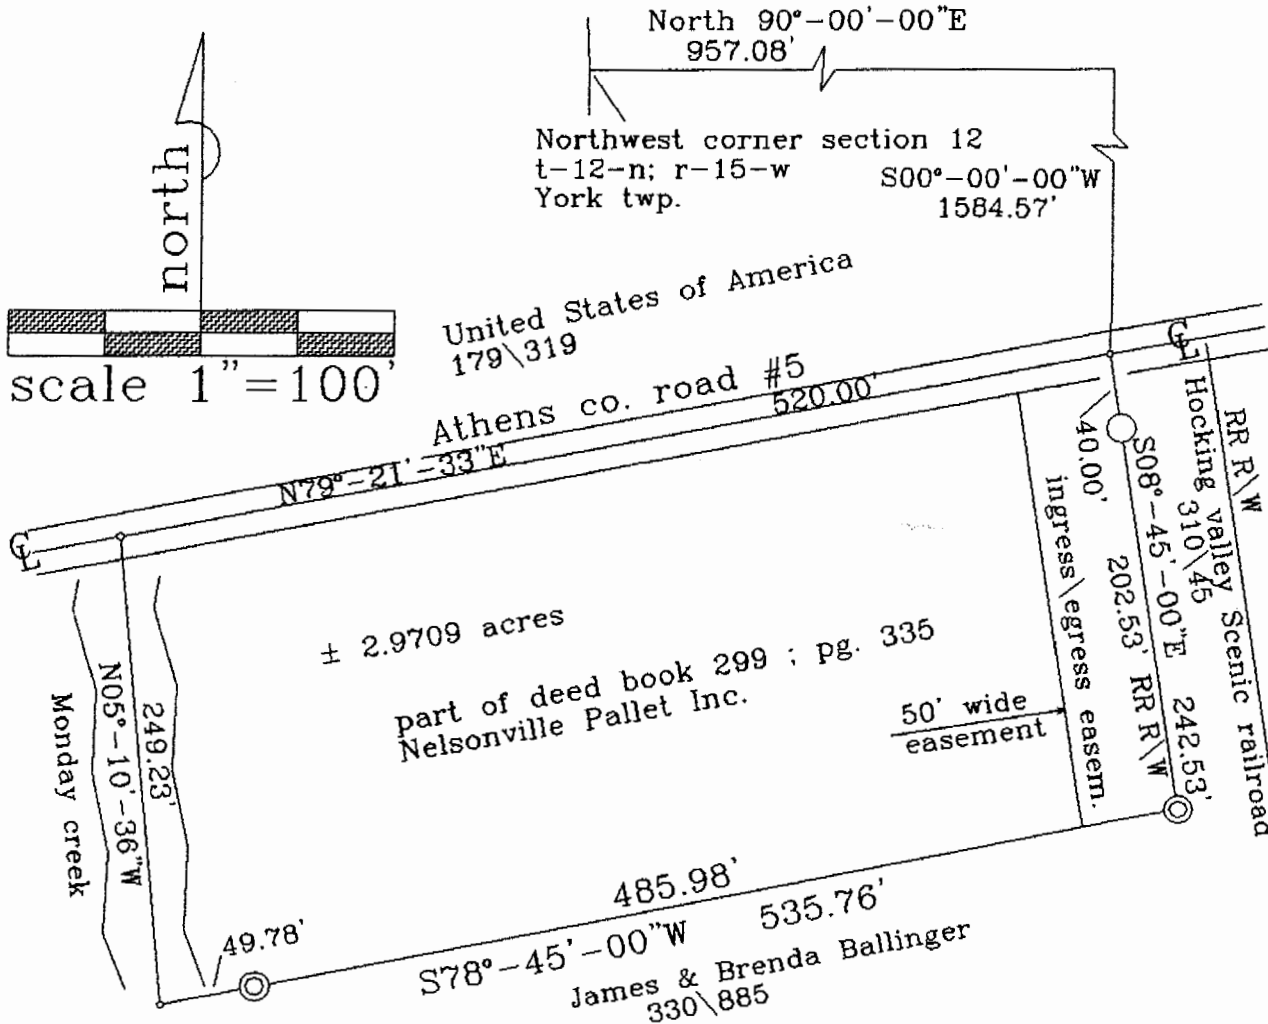 North 90°-00'-00"E
957.08'
Northwest corner section 12
t-12-n; r-15-w
York twp.
S00°-00'-00"W
1584.57'
north
scale 1"=100'
United States of America
179\319
Athens co. road #5
520.00'
N79°-21'-33"E
CL
CL
RR R\W
Hocking valley Scenic railroad
310\45
S08°-45'-00"E 242.53'
40.00'
202.53' RR R\W
ingress\egress easem.
50' wide
easement
± 2.9709 acres
part of deed book 299 ; pg. 335
Nelsonville Pallet Inc.
Monday creek
N05°-10'-36"W
249.23'
49.78'
485.98'
S78°-45'-00"W 535.76'
James & Brenda Ballinger
330\885